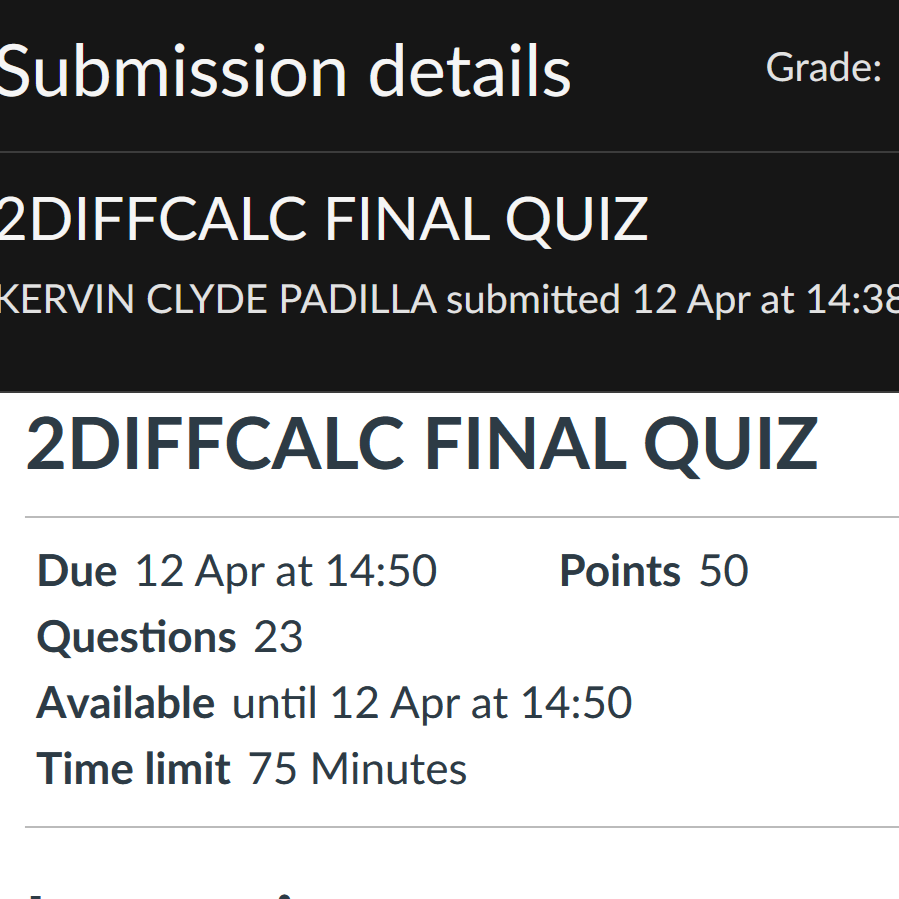 Submission details
Grade:
2DIFFCALC FINAL QUIZ
KERVIN CLYDE PADILLA submitted 12 Apr at 14:38
2DIFFCALC FINAL QUIZ
Due 12 Apr at 14:50 Points 50
Questions 23
Available until 12 Apr at 14:50
Time limit 75 Minutes